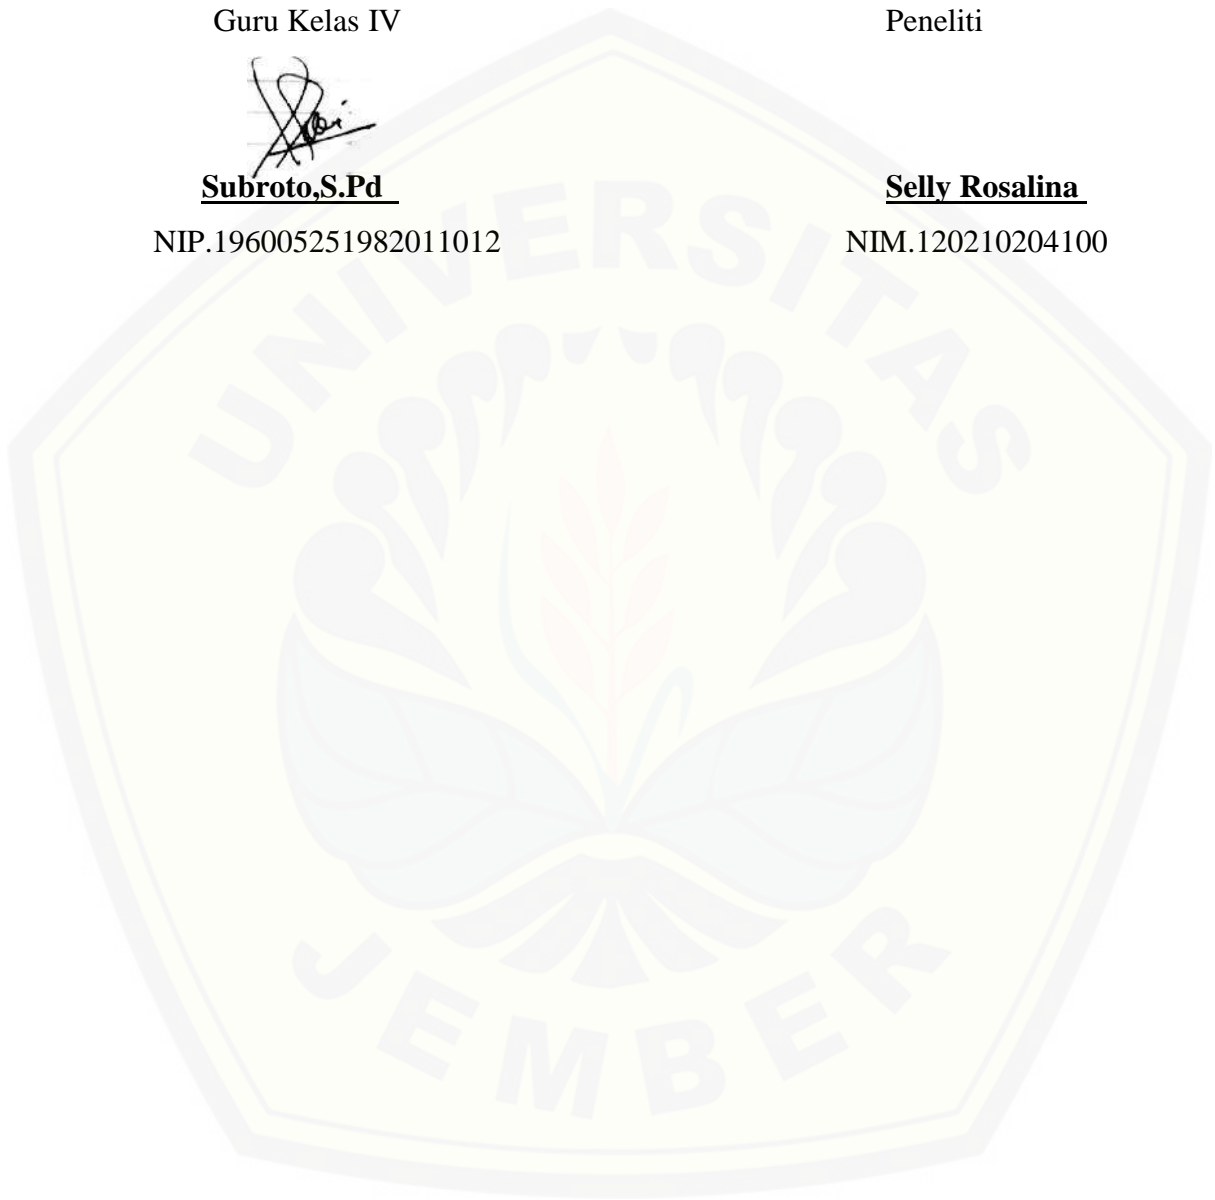 Guru Kelas IV Peneliti
Subroto,S.Pd Selly Rosalina
NIP.196005251982011012 NIM.120210204100
UNIVERSITAS
JEMBER